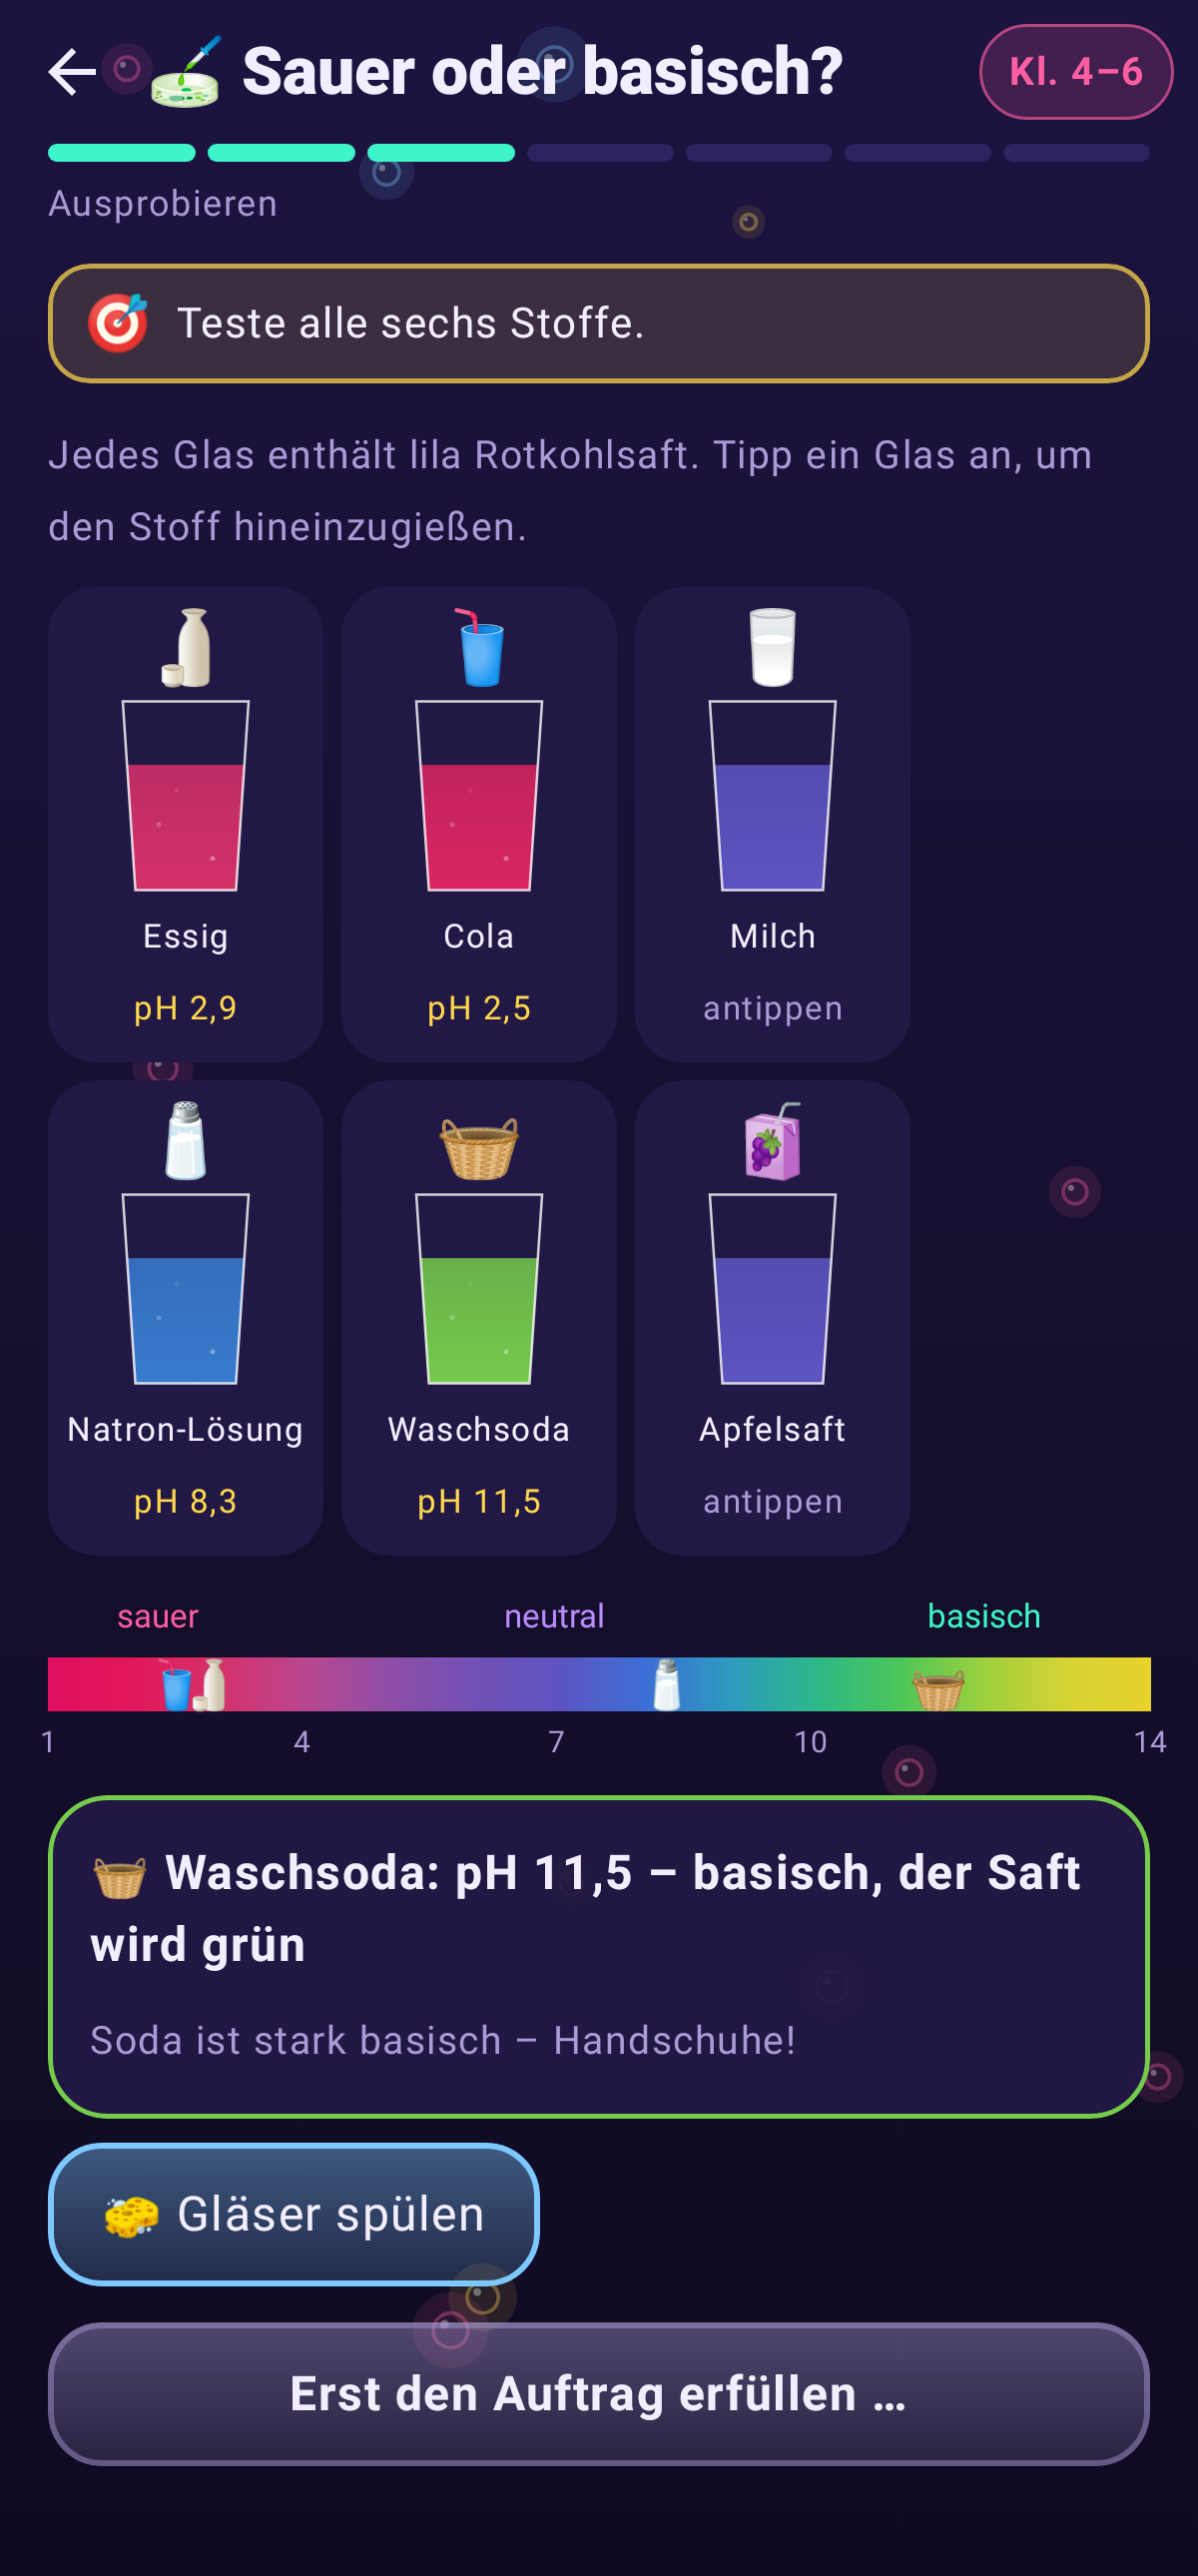 Sauer oder basisch?
Kl. 4–6
Ausprobieren
Teste alle sechs Stoffe.
Jedes Glas enthält lila Rotkohlsaft. Tipp ein Glas an, um
den Stoff hineinzugießen.
Essig
Cola
Milch
pH 2,9
pH 2,5
antippen
Natron-Lösung
Waschsoda
Apfelsaft
pH 8,3
pH 11,5
antippen
sauer
neutral
basisch
1
4
7
10
14
Waschsoda: pH 11,5 – basisch, der Saft
wird grün
Soda ist stark basisch – Handschuhe!
Gläser spülen
Erst den Auftrag erfüllen …